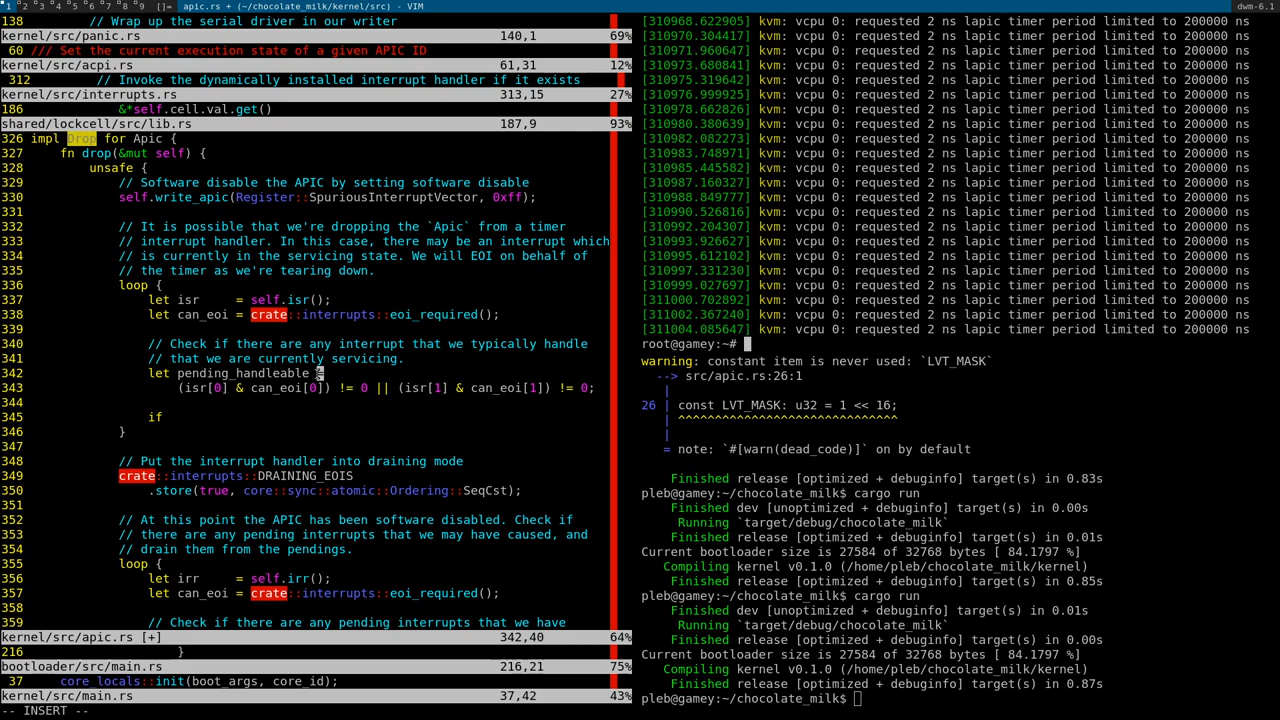 1 2 3 4 5 6 7 8 9 []= apic.rs + (~/chocolate_milk/kernel/src) - VIM dwm-6.1
138         // Wrap up the serial driver in our writer
kernel/src/panic.rs 140,1 69%
60 /// Set the current execution state of a given APIC ID
kernel/src/acpi.rs 61,31 12%
312         // Invoke the dynamically installed interrupt handler if it exists
kernel/src/interrupts.rs 313,15 27%
186             &*self.cell.val.get()
shared/lockcell/src/lib.rs 187,9 93%
326 impl Drop for Apic {
327     fn drop(&mut self) {
328         unsafe {
329             // Software disable the APIC by setting software disable
330             self.write_apic(Register::SpuriousInterruptVector, 0xff);
331
332             // It is possible that we're dropping the `Apic` from a timer
333             // interrupt handler. In this case, there may be an interrupt which
334             // is currently in the servicing state. We will EOI on behalf of
335             // the timer as we're tearing down.
336             loop {
337                 let isr     = self.isr();
338                 let can_eoi = crate::interrupts::eoi_required();
339
340                 // Check if there are any interrupt that we typically handle
341                 // that we are currently servicing.
342                 let pending_handleable =
343                     (isr[0] & can_eoi[0]) != 0 || (isr[1] & can_eoi[1]) != 0;
344
345                 if
346             }
347
348             // Put the interrupt handler into draining mode
349             crate::interrupts::DRAINING_EOIS
350                 .store(true, core::sync::atomic::Ordering::SeqCst);
351
352             // At this point the APIC has been software disabled. Check if
353             // there are any pending interrupts that we may have caused, and
354             // drain them from the pendings.
355             loop {
356                 let irr     = self.irr();
357                 let can_eoi = crate::interrupts::eoi_required();
358
359                 // Check if there are any pending interrupts that we have
kernel/src/apic.rs [+] 342,40 64%
216                     }
bootloader/src/main.rs 216,21 75%
37     core_locals::init(boot_args, core_id);
kernel/src/main.rs 37,42 43%
-- INSERT --
[310968.622905] kvm: vcpu 0: requested 2 ns lapic timer period limited to 200000 ns
[310970.304417] kvm: vcpu 0: requested 2 ns lapic timer period limited to 200000 ns
[310971.960647] kvm: vcpu 0: requested 2 ns lapic timer period limited to 200000 ns
[310973.680841] kvm: vcpu 0: requested 2 ns lapic timer period limited to 200000 ns
[310975.319642] kvm: vcpu 0: requested 2 ns lapic timer period limited to 200000 ns
[310976.999925] kvm: vcpu 0: requested 2 ns lapic timer period limited to 200000 ns
[310978.662826] kvm: vcpu 0: requested 2 ns lapic timer period limited to 200000 ns
[310980.380639] kvm: vcpu 0: requested 2 ns lapic timer period limited to 200000 ns
[310982.082273] kvm: vcpu 0: requested 2 ns lapic timer period limited to 200000 ns
[310983.748971] kvm: vcpu 0: requested 2 ns lapic timer period limited to 200000 ns
[310985.445582] kvm: vcpu 0: requested 2 ns lapic timer period limited to 200000 ns
[310987.160327] kvm: vcpu 0: requested 2 ns lapic timer period limited to 200000 ns
[310988.849777] kvm: vcpu 0: requested 2 ns lapic timer period limited to 200000 ns
[310990.526816] kvm: vcpu 0: requested 2 ns lapic timer period limited to 200000 ns
[310992.204307] kvm: vcpu 0: requested 2 ns lapic timer period limited to 200000 ns
[310993.926627] kvm: vcpu 0: requested 2 ns lapic timer period limited to 200000 ns
[310995.612102] kvm: vcpu 0: requested 2 ns lapic timer period limited to 200000 ns
[310997.331230] kvm: vcpu 0: requested 2 ns lapic timer period limited to 200000 ns
[310999.027697] kvm: vcpu 0: requested 2 ns lapic timer period limited to 200000 ns
[311000.702892] kvm: vcpu 0: requested 2 ns lapic timer period limited to 200000 ns
[311002.367240] kvm: vcpu 0: requested 2 ns lapic timer period limited to 200000 ns
[311004.085647] kvm: vcpu 0: requested 2 ns lapic timer period limited to 200000 ns
root@gamey:~#
warning: constant item is never used: `LVT_MASK`
  --> src/apic.rs:26:1
   |
26 | const LVT_MASK: u32 = 1 << 16;
   | ^^^^^^^^^^^^^^^^^^^^^^^^^^^^^^
   |
   = note: `#[warn(dead_code)]` on by default
    Finished release [optimized + debuginfo] target(s) in 0.83s
pleb@gamey:~/chocolate_milk$ cargo run
    Finished dev [unoptimized + debuginfo] target(s) in 0.00s
     Running `target/debug/chocolate_milk`
    Finished release [optimized + debuginfo] target(s) in 0.01s
Current bootloader size is 27584 of 32768 bytes [ 84.1797 %]
   Compiling kernel v0.1.0 (/home/pleb/chocolate_milk/kernel)
    Finished release [optimized + debuginfo] target(s) in 0.85s
pleb@gamey:~/chocolate_milk$ cargo run
    Finished dev [unoptimized + debuginfo] target(s) in 0.01s
     Running `target/debug/chocolate_milk`
    Finished release [optimized + debuginfo] target(s) in 0.00s
Current bootloader size is 27584 of 32768 bytes [ 84.1797 %]
   Compiling kernel v0.1.0 (/home/pleb/chocolate_milk/kernel)
    Finished release [optimized + debuginfo] target(s) in 0.87s
pleb@gamey:~/chocolate_milk$